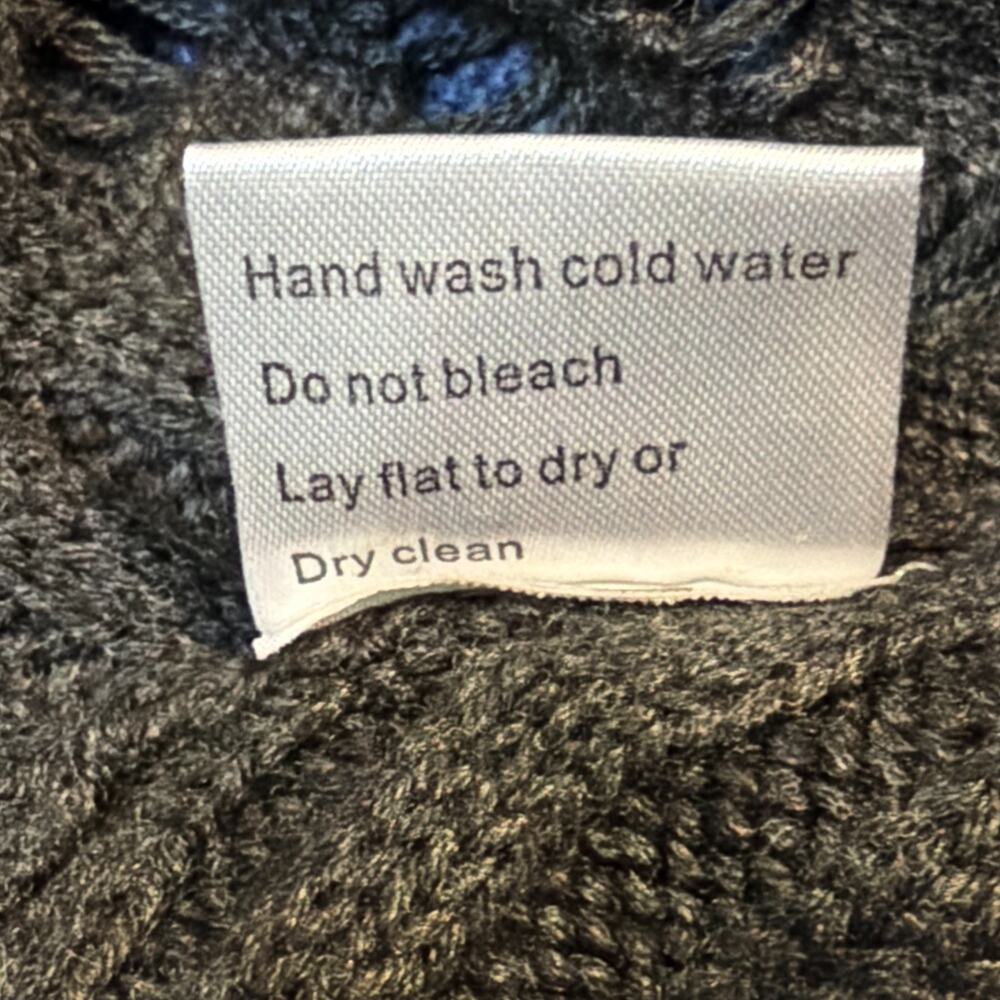 Hand wash cold water
Do not bleach
Lay flat to dry or
Dry clean